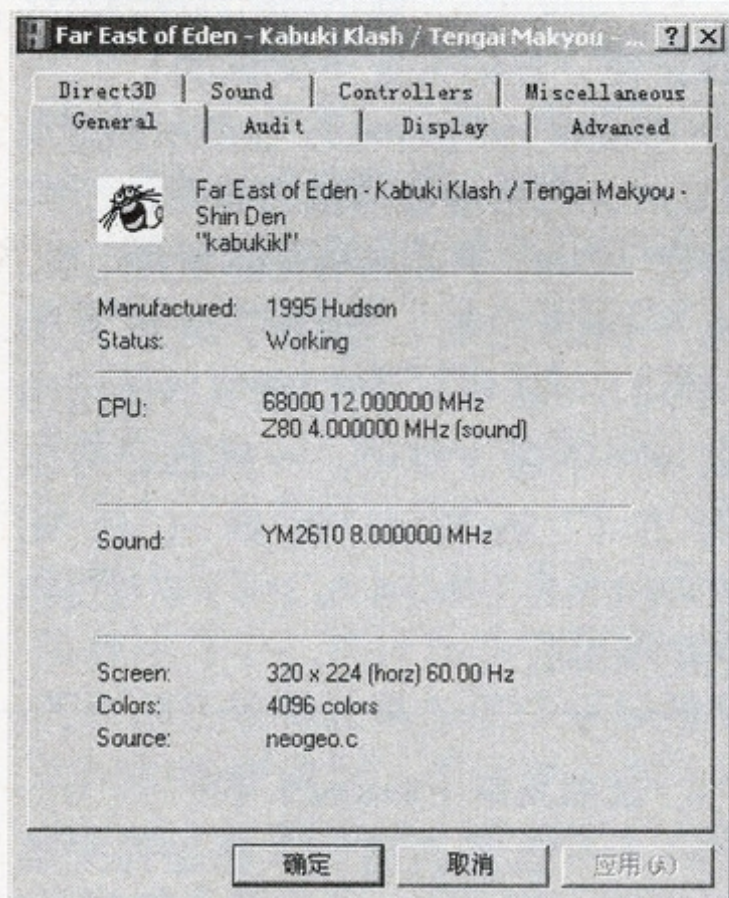 Far East of Eden - Kabuki Klash / Tengai Makyou - ...
Direct3D Sound Controllers Miscellaneous
General Audit Display Advanced
Far East of Eden - Kabuki Klash / Tengai Makyou -
Shin Den
"kabukikl"
Manufactured: 1995 Hudson
Status: Working
CPU: 68000 12.000000 MHz
Z80 4.000000 MHz (sound)
Sound: YM2610 8.000000 MHz
Screen: 320 x 224 (horz) 60.00 Hz
Colors: 4096 colors
Source: neogeo.c
确定 取消 应用(A)